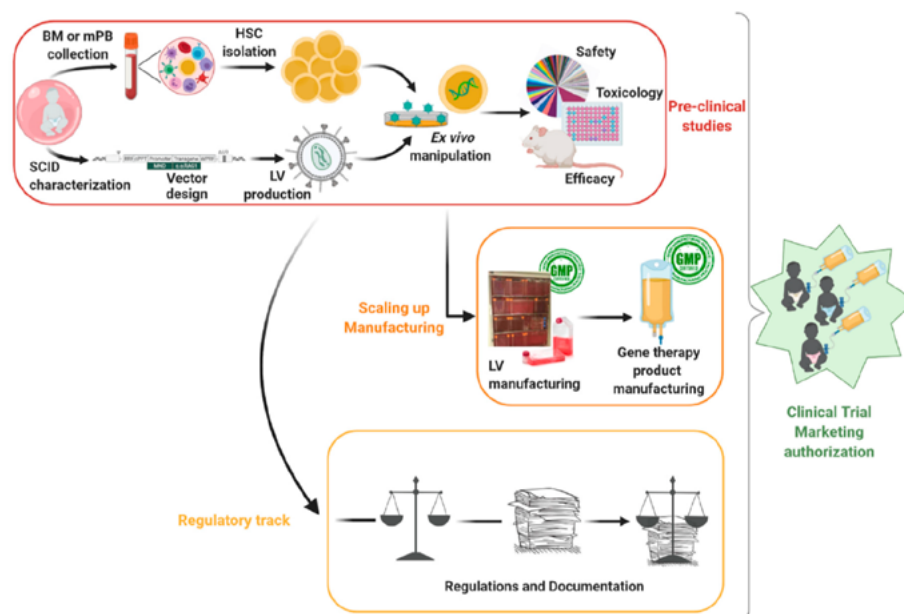 BM or mPB
collection
HSC
isolation
SCID
characterization
Vector
design
LV
production
Ex vivo
manipulation
Safety
Toxicology
Efficacy
Pre-clinical
studies
Scaling up
Manufacturing
GMP
LV
manufacturing
GMP
Gene therapy
product
manufacturing
Clinical Trial
Marketing
authorization
Regulatory track
Regulations and Documentation